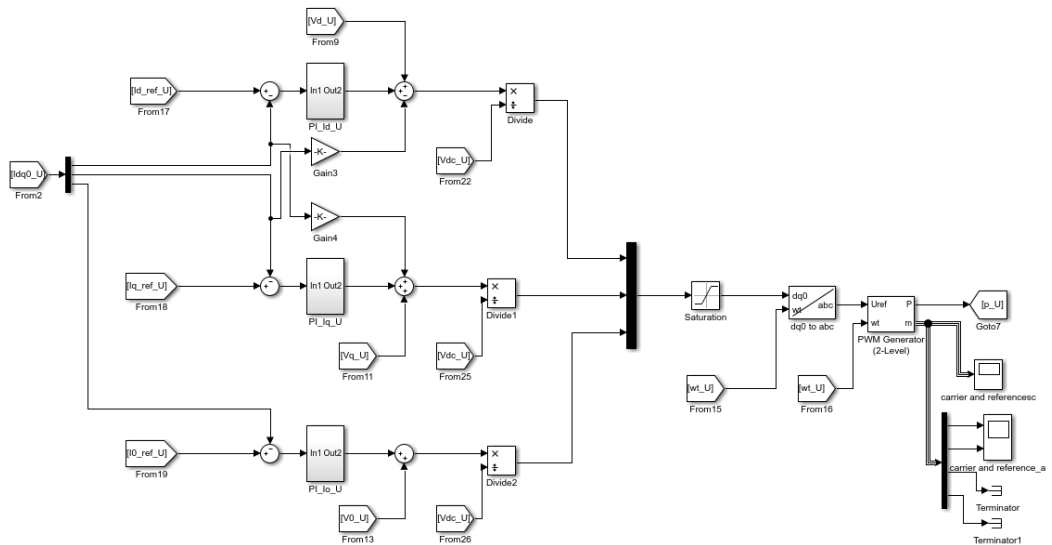 [Vd_U]
From9
[Id_ref_U]
From17
In1 Out2
PI_Id_U
×
÷
Divide
-K-
Gain3
[Vdc_U]
From22
[Idq0_U]
From2
-K-
Gain4
[Iq_ref_U]
From18
In1 Out2
PI_Iq_U
×
÷
Divide1
[Vq_U]
From11
[Vdc_U]
From25
Saturation
dq0
wt
abc
dq0 to abc
Uref
wt
P
m
PWM Generator
(2-Level)
[p_U]
Goto7
[wt_U]
From15
[wt_U]
From16
carrier and referencesc
[I0_ref_U]
From19
In1 Out2
PI_Io_U
×
÷
Divide2
[V0_U]
From13
[Vdc_U]
From26
carrier and reference_a
Terminator
Terminator1